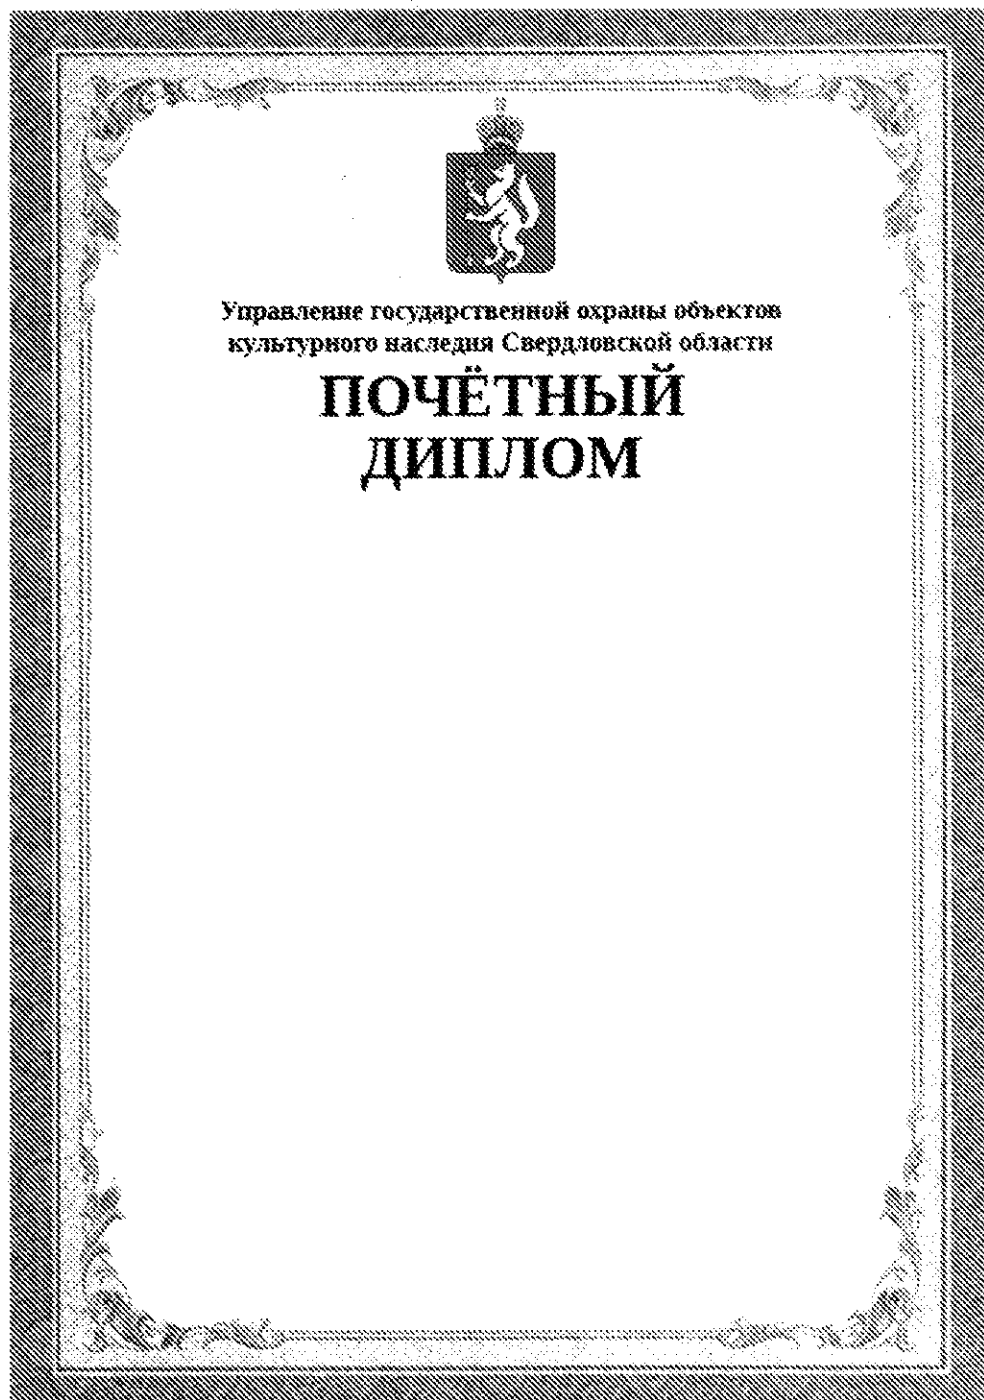 Управление государственной охраны объектов
культурного наследия Свердловской области
ПОЧЁТНЫЙ
ДИПЛОМ